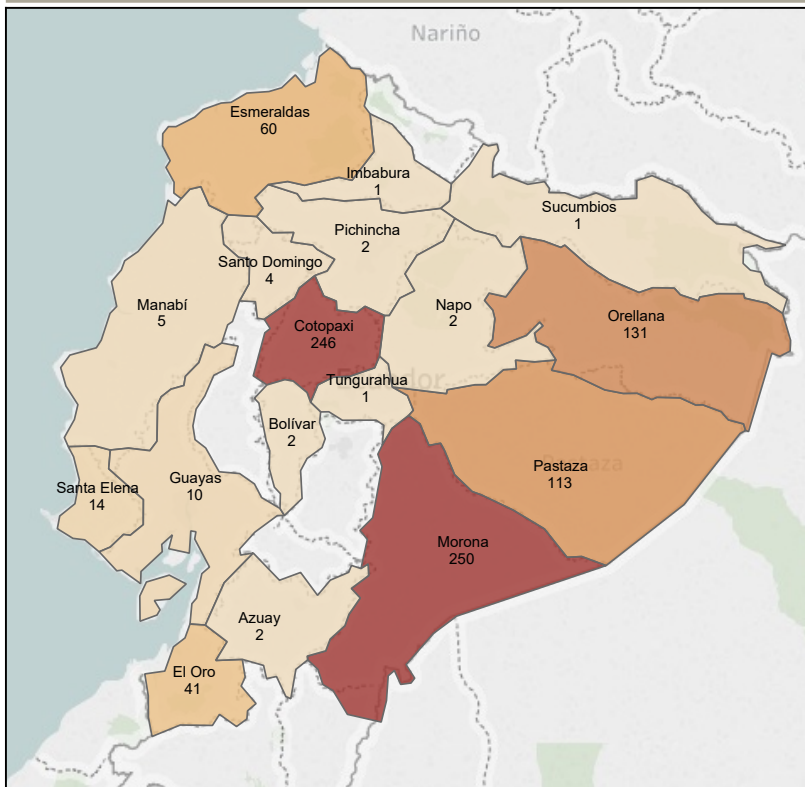 Nariño
Esmeraldas
60
Imbabura
1
Sucumbios
1
Pichincha
2
Santo Domingo
4
Manabí
5
Napo
2
Orellana
131
Cotopaxi
246
Ecuador
Tungurahua
1
Bolívar
2
Pastaza
113
Pastaza
Guayas
10
Santa Elena
14
Morona
250
Azuay
2
El Oro
41